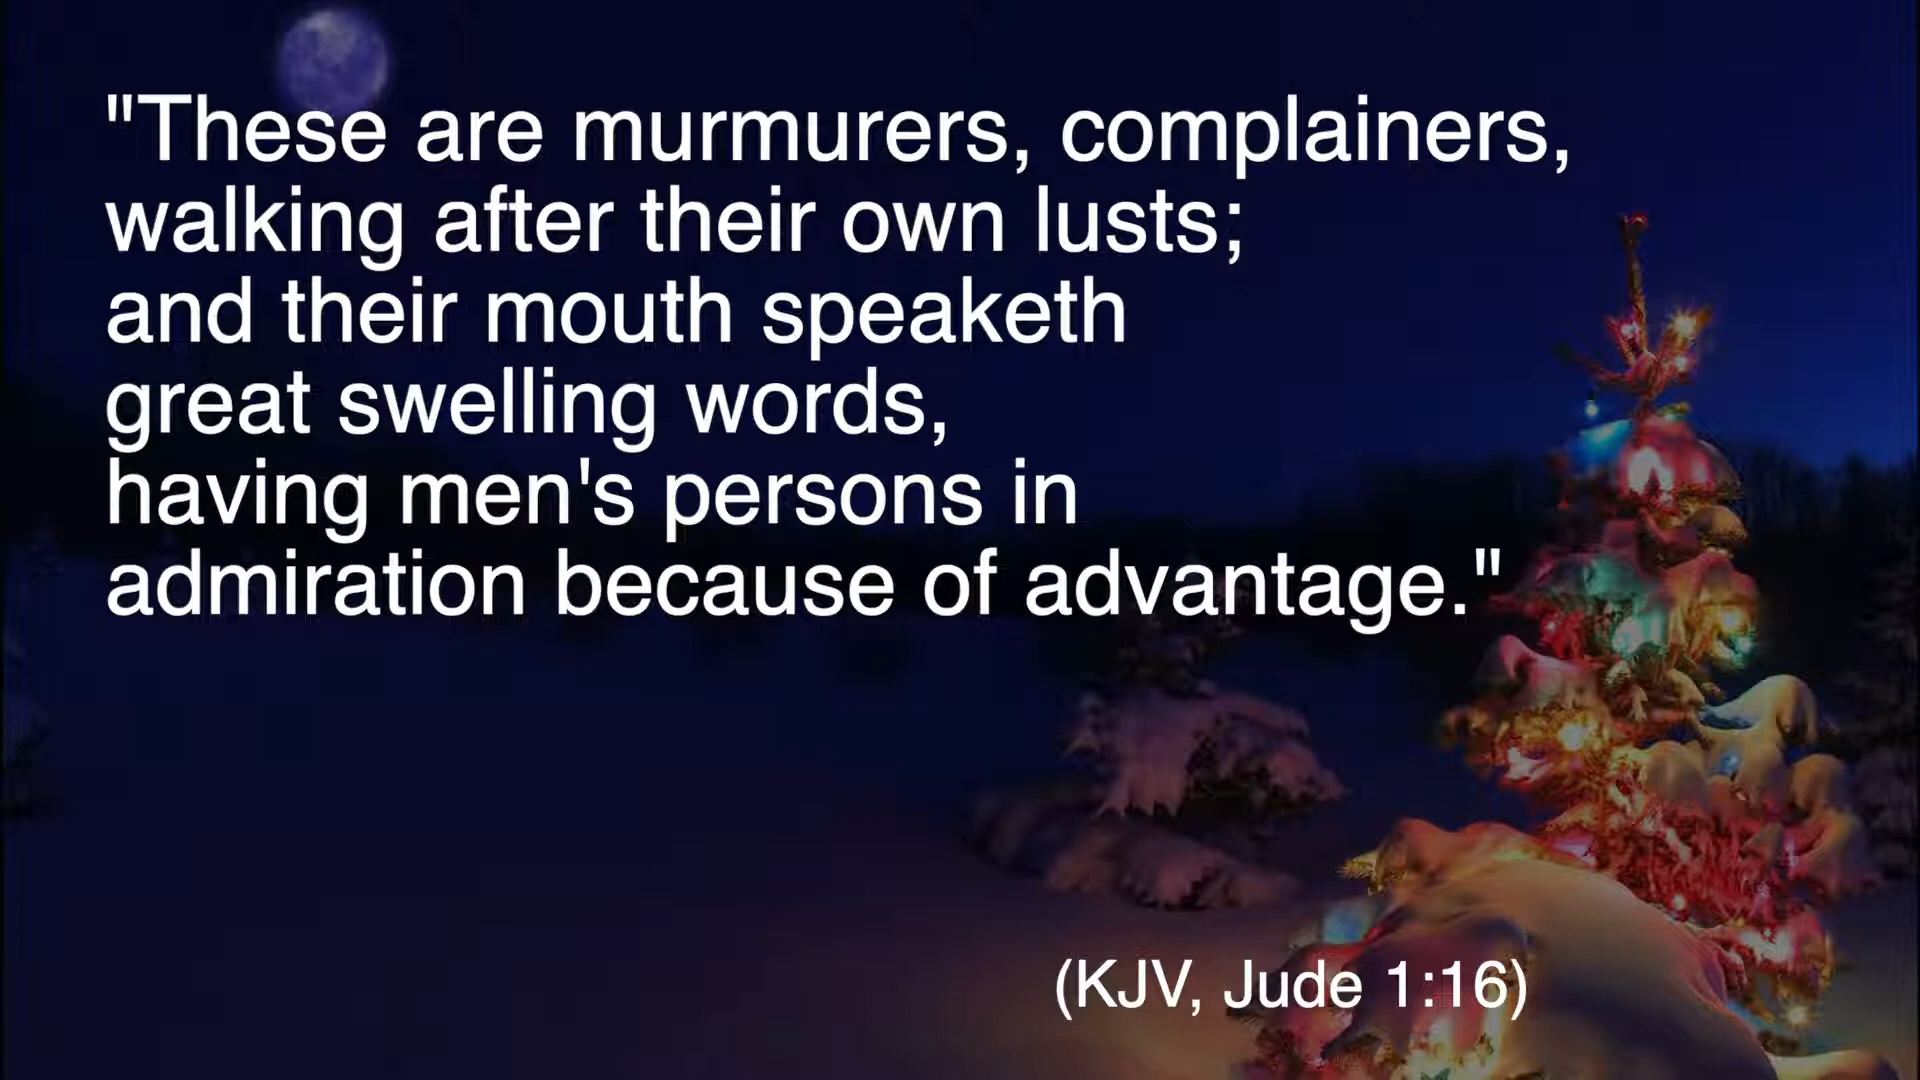 "These are murmurers, complainers,
walking after their own lusts;
and their mouth speaketh
great swelling words,
having men's persons in
admiration because of advantage."
(KJV, Jude 1:16)